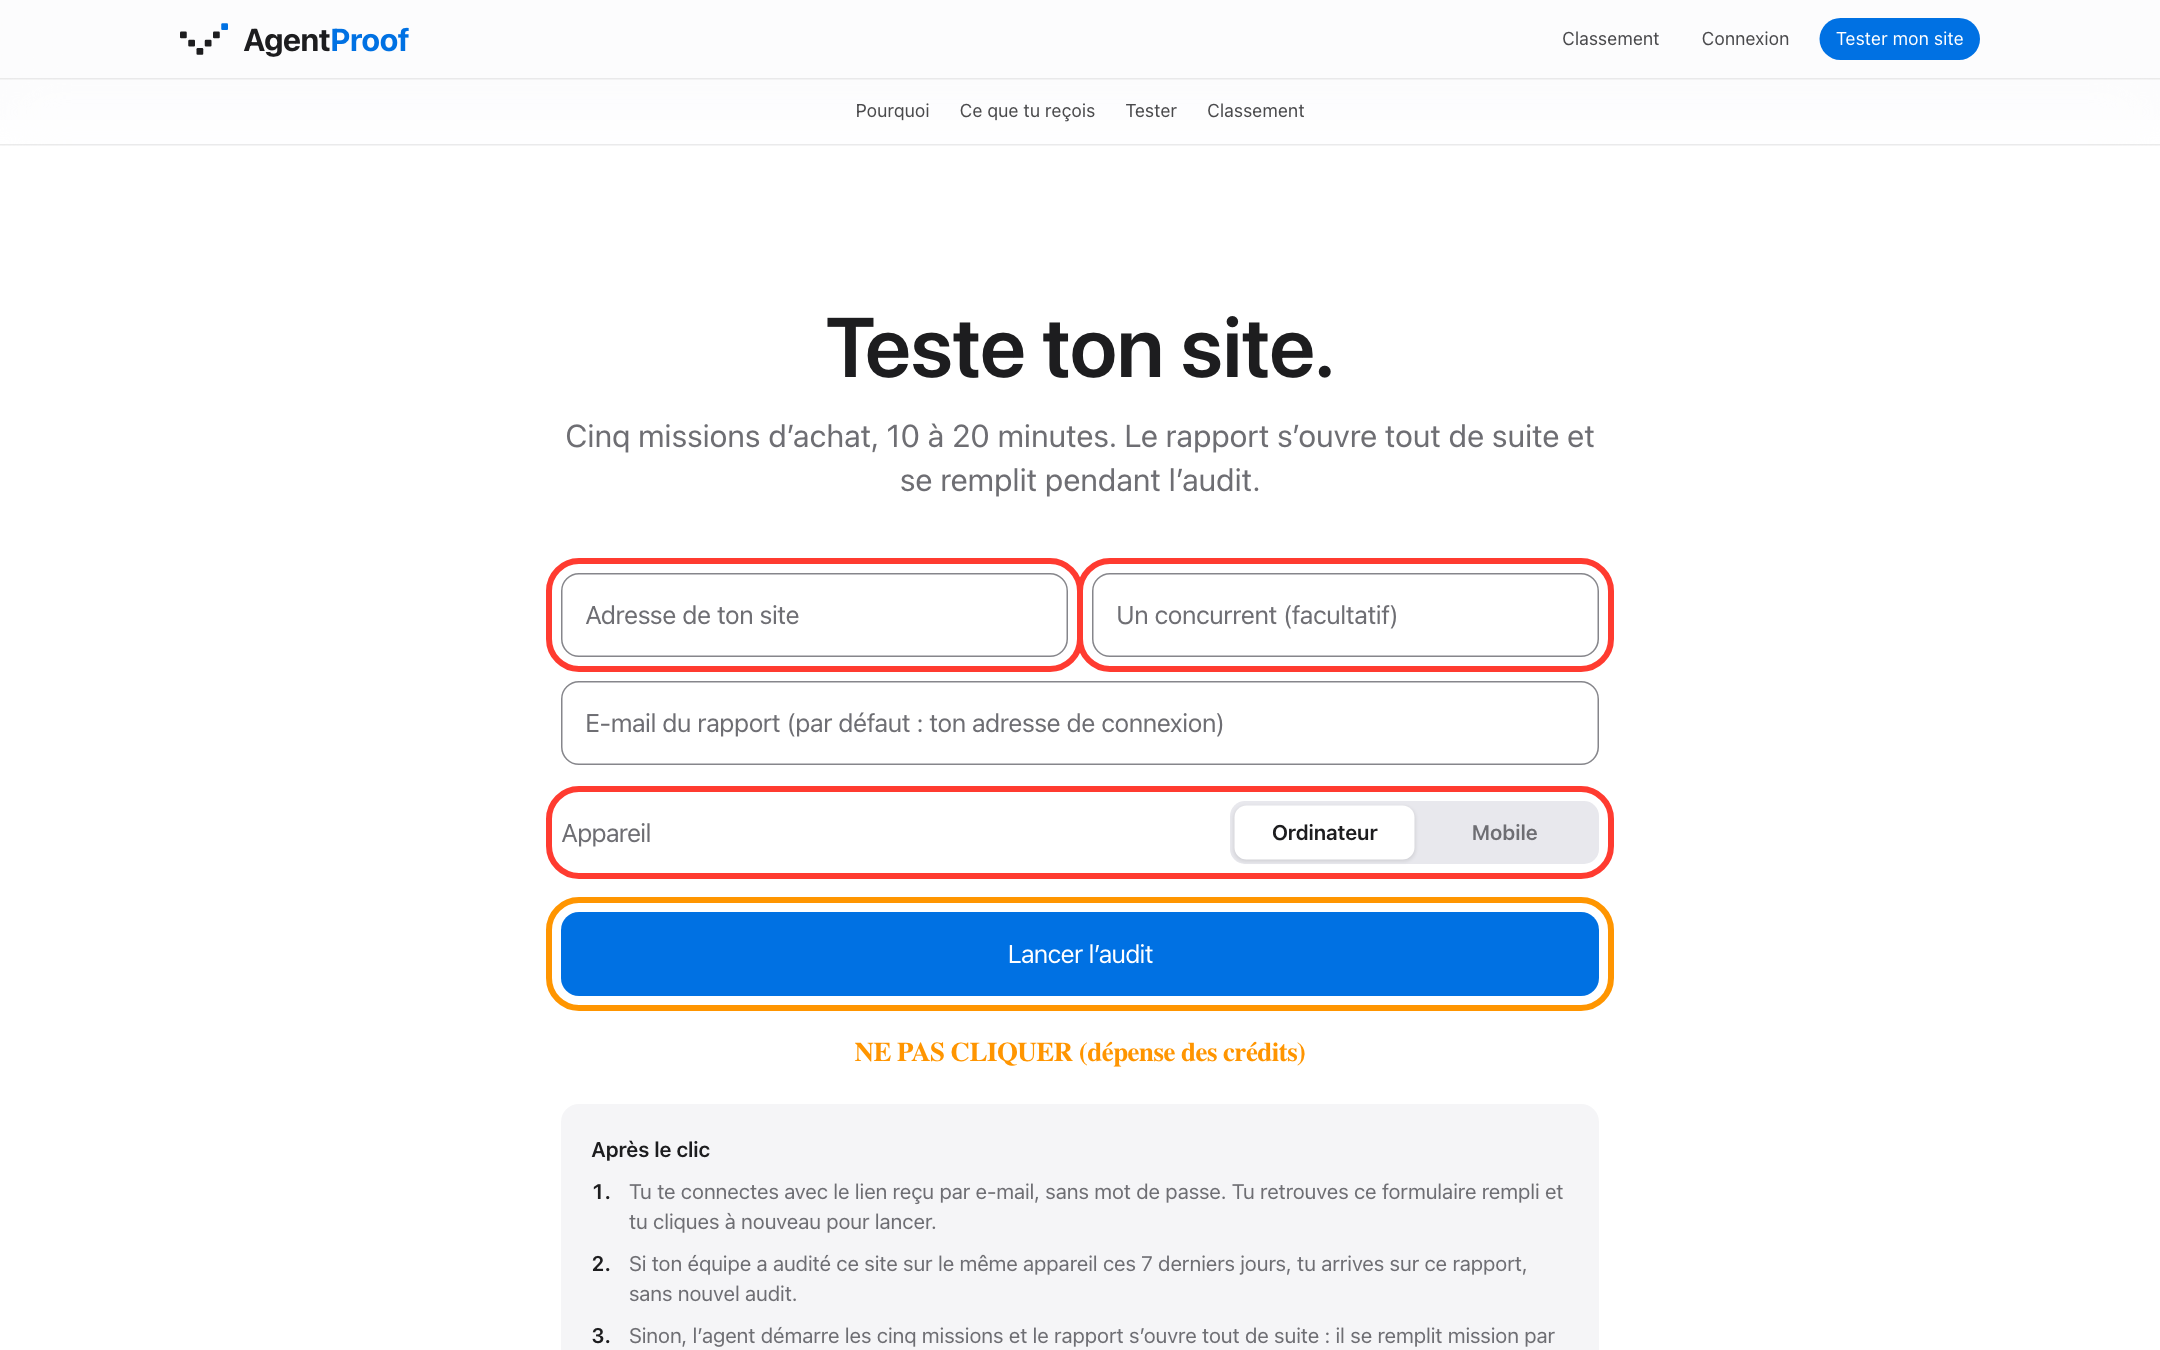 AgentProof
Classement
Connexion
Tester mon site
Pourquoi
Ce que tu reçois
Tester
Classement
Teste ton site.
Cinq missions d’achat, 10 à 20 minutes. Le rapport s’ouvre tout de suite et
se remplit pendant l’audit.
Adresse de ton site
Un concurrent (facultatif)
E-mail du rapport (par défaut : ton adresse de connexion)
Appareil
Ordinateur
Mobile
Lancer l’audit
NE PAS CLIQUER (dépense des crédits)
Après le clic
1. Tu te connectes avec le lien reçu par e-mail, sans mot de passe. Tu retrouves ce formulaire rempli et
tu cliques à nouveau pour lancer.
2. Si ton équipe a audité ce site sur le même appareil ces 7 derniers jours, tu arrives sur ce rapport,
sans nouvel audit.
3. Sinon, l’agent démarre les cinq missions et le rapport s’ouvre tout de suite : il se remplit mission par